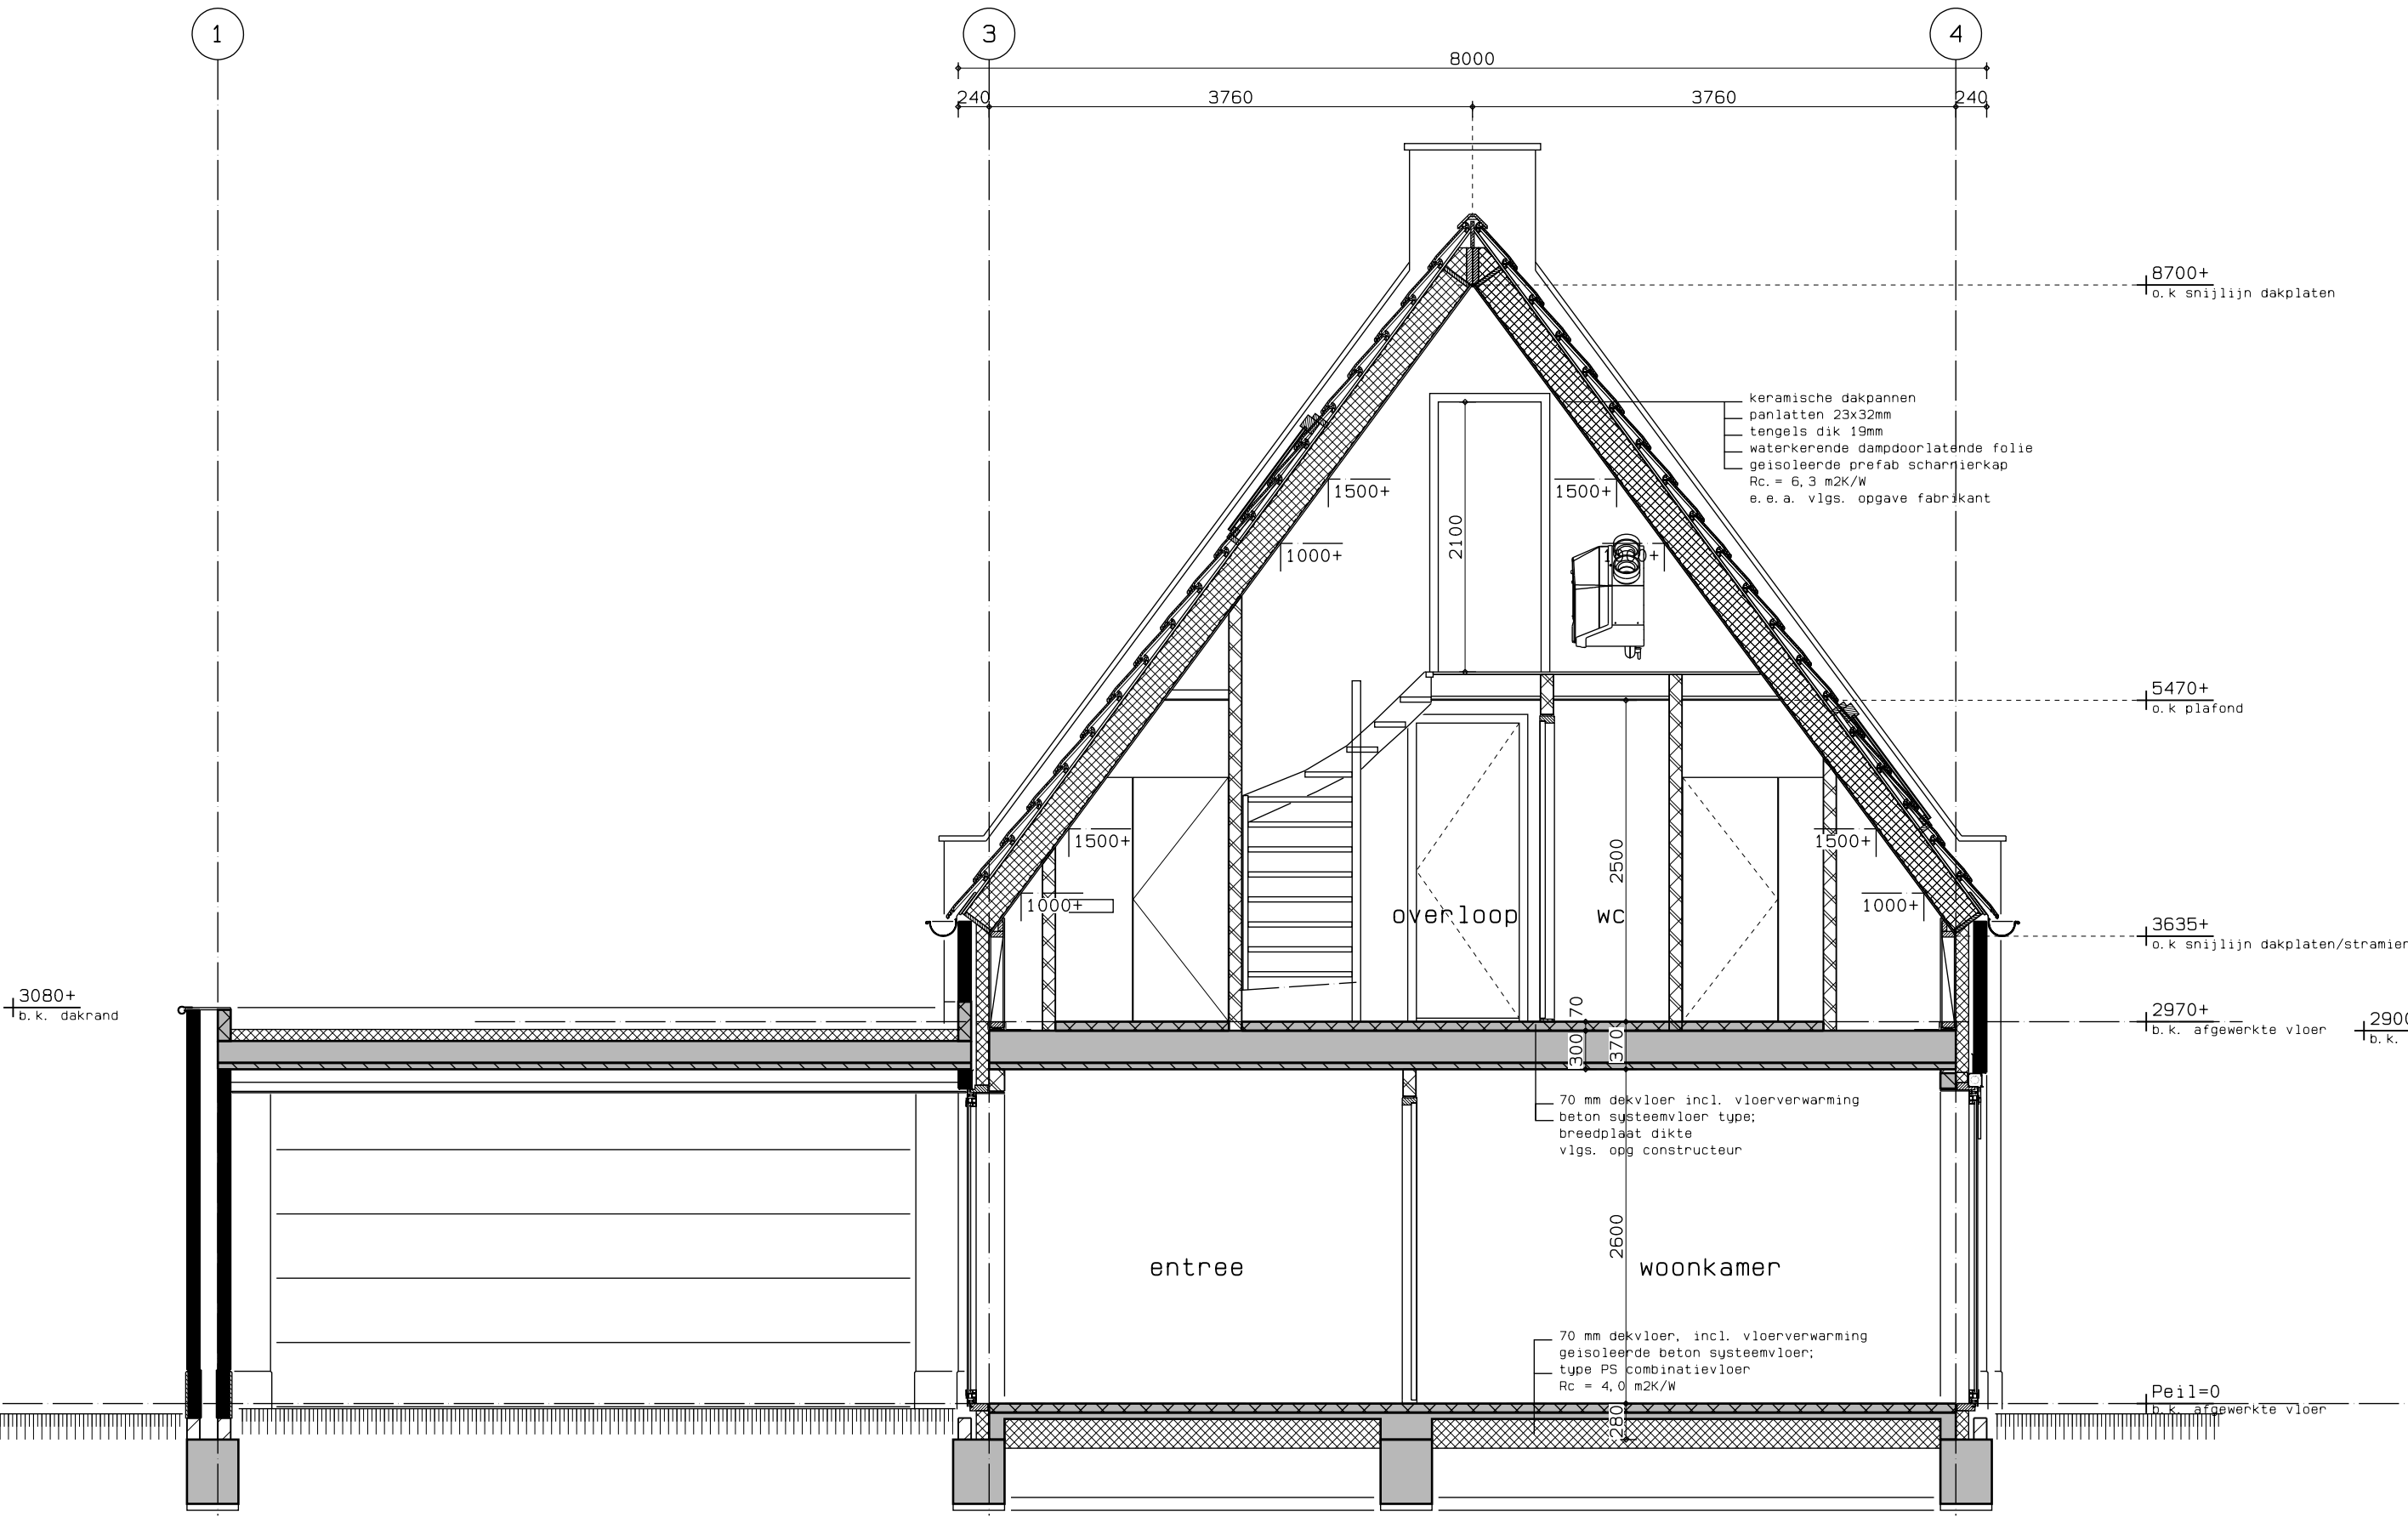 1
3
4
8000
240
3760
3760
240
8700+
o.k snijlijn dakplaten
keramische dakpannen
panlatten 23x32mm
tengels dik 19mm
waterkerende dampdoorlatende folie
geisoleerde prefab scharnierkap
Rc.= 6,3 m2K/W
e.e.a. vlgs. opgave fabrikant
1500+
1500+
2100
1000+
1000+
5470+
o.k plafond
1500+
2500
1500+
1000+
overloop
wc
1000+
3635+
o.k snijlijn dakplaten/stramien
3080+
b.k. dakrand
70
2970+
b.k. afgewerkte vloer
2900
b.k.
300
370
70 mm dekvloer incl. vloerverwarming
beton systeemvloer type;
breedplaat dikte
vlgs. opg constructeur
2600
entree
woonkamer
70 mm dekvloer, incl. vloerverwarming
geisoleerde beton systeemvloer;
type PS combinatievloer
Rc = 4,0 m2K/W
Peil=0
b.k. afgewerkte vloer
280